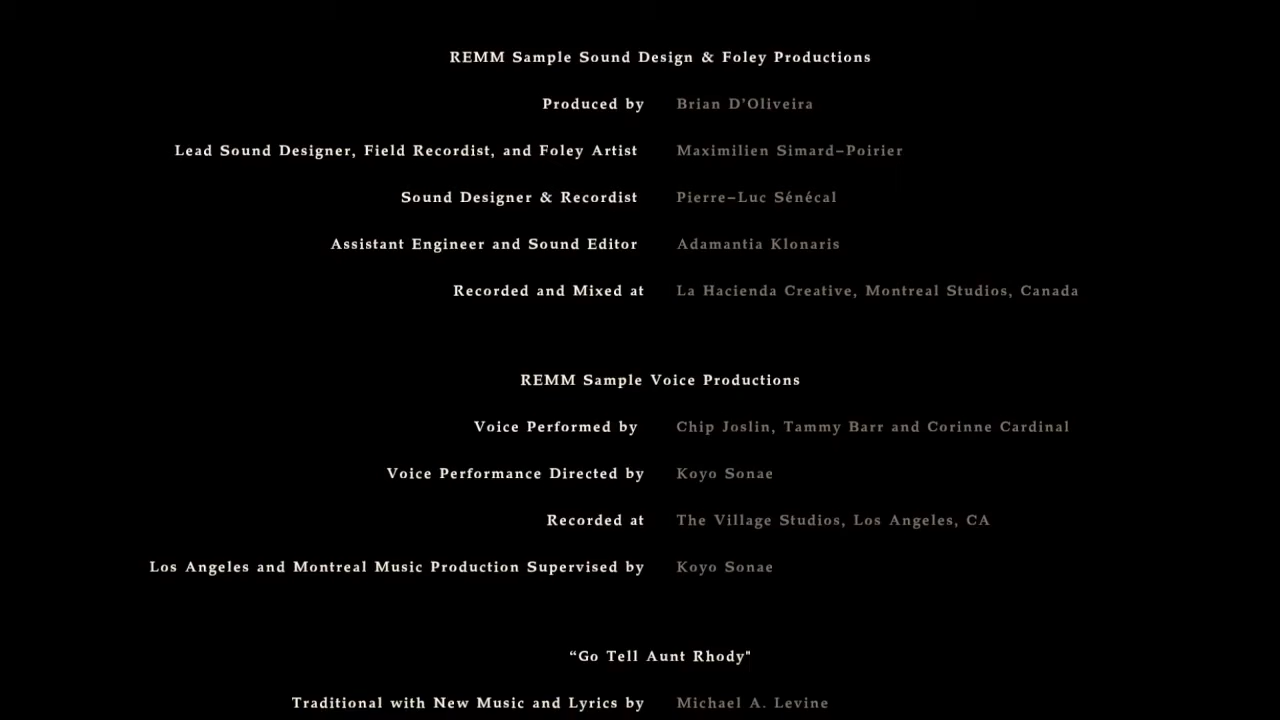 REMM Sample Sound Design & Foley Productions
Produced by Brian D’Oliveira
Lead Sound Designer, Field Recordist, and Foley Artist Maximilien Simard–Poirier
Sound Designer & Recordist Pierre–Luc Sénécal
Assistant Engineer and Sound Editor Adamantia Klonaris
Recorded and Mixed at La Hacienda Creative, Montreal Studios, Canada
REMM Sample Voice Productions
Voice Performed by Chip Joslin, Tammy Barr and Corinne Cardinal
Voice Performance Directed by Koyo Sonae
Recorded at The Village Studios, Los Angeles, CA
Los Angeles and Montreal Music Production Supervised by Koyo Sonae
“Go Tell Aunt Rhody"
Traditional with New Music and Lyrics by Michael A. Levine